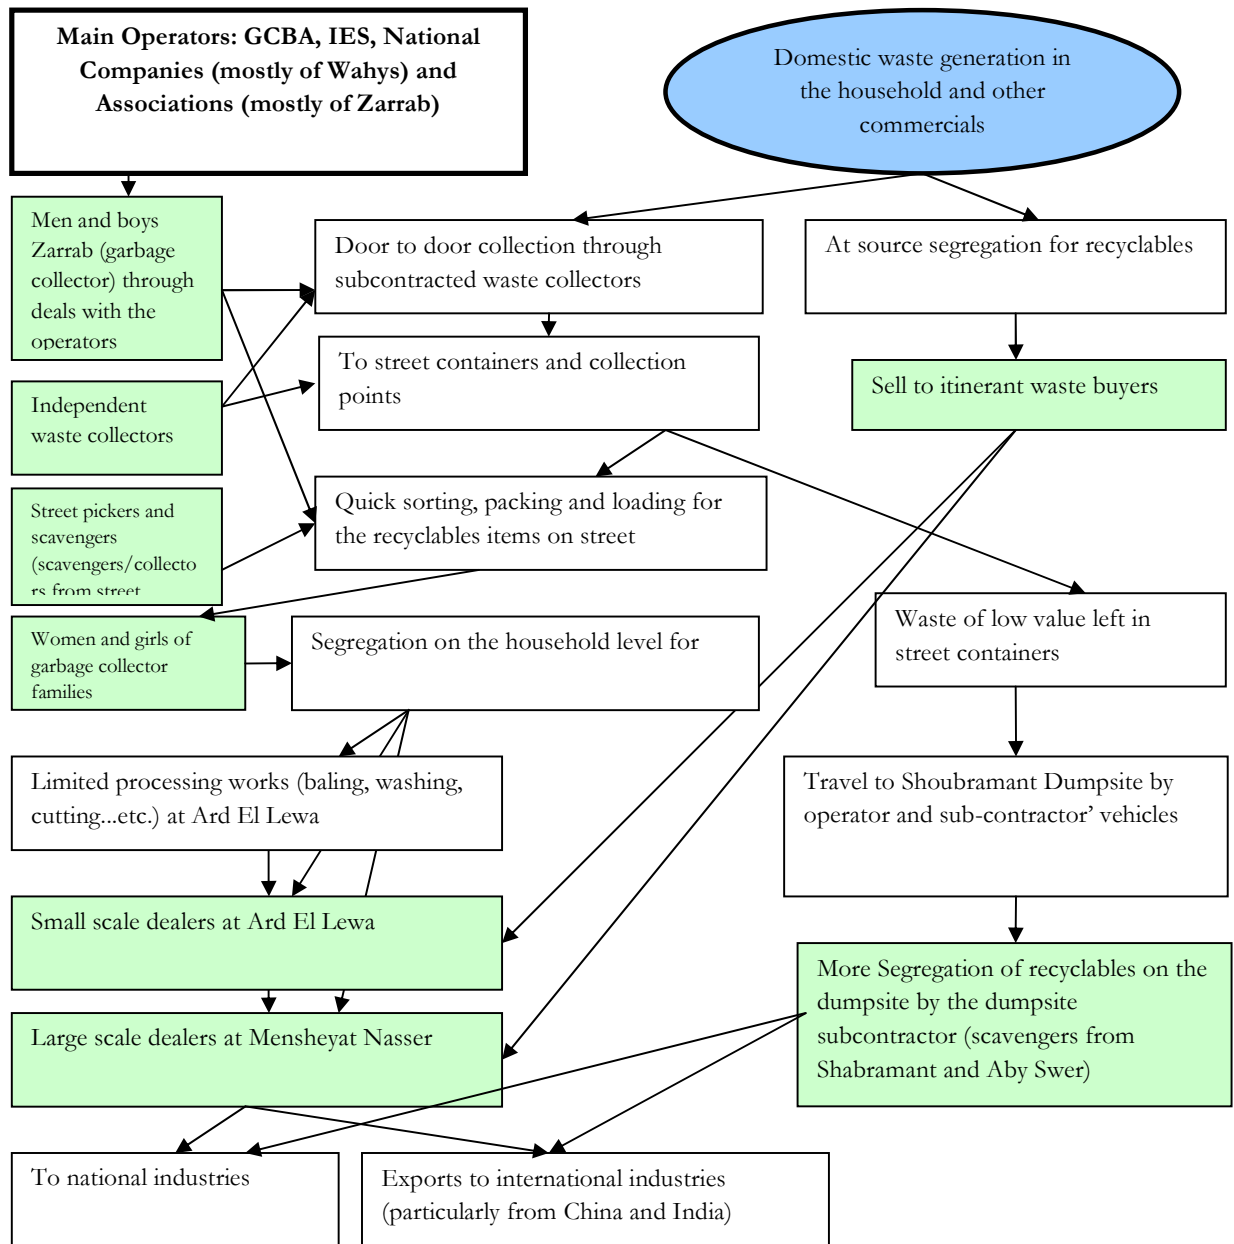 Main Operators: GCBA, IES, National
Companies (mostly of Wahys) and
Associations (mostly of Zarrab)
Domestic waste generation in
the household and other
commercials
Men and boys
Zarrab (garbage
collector) through
deals with the
operators
Door to door collection through
subcontracted waste collectors
At source segregation for recyclables
To street containers and collection
points
Sell to itinerant waste buyers
Independent
waste collectors
Quick sorting, packing and loading for
the recyclables items on street
Street pickers and
scavengers
(scavengers/collecto
rs from street
Waste of low value left in
street containers
Women and girls of
garbage collector
families
Segregation on the household level for
Limited processing works (baling, washing,
cutting...etc.) at Ard El Lewa
Travel to Shoubramant Dumpsite by
operator and sub-contractor’ vehicles
Small scale dealers at Ard El Lewa
More Segregation of recyclables on the
dumpsite by the dumpsite
subcontractor (scavengers from
Shabramant and Aby Swer)
Large scale dealers at Mensheyat Nasser
To national industries
Exports to international industries
(particularly from China and India)